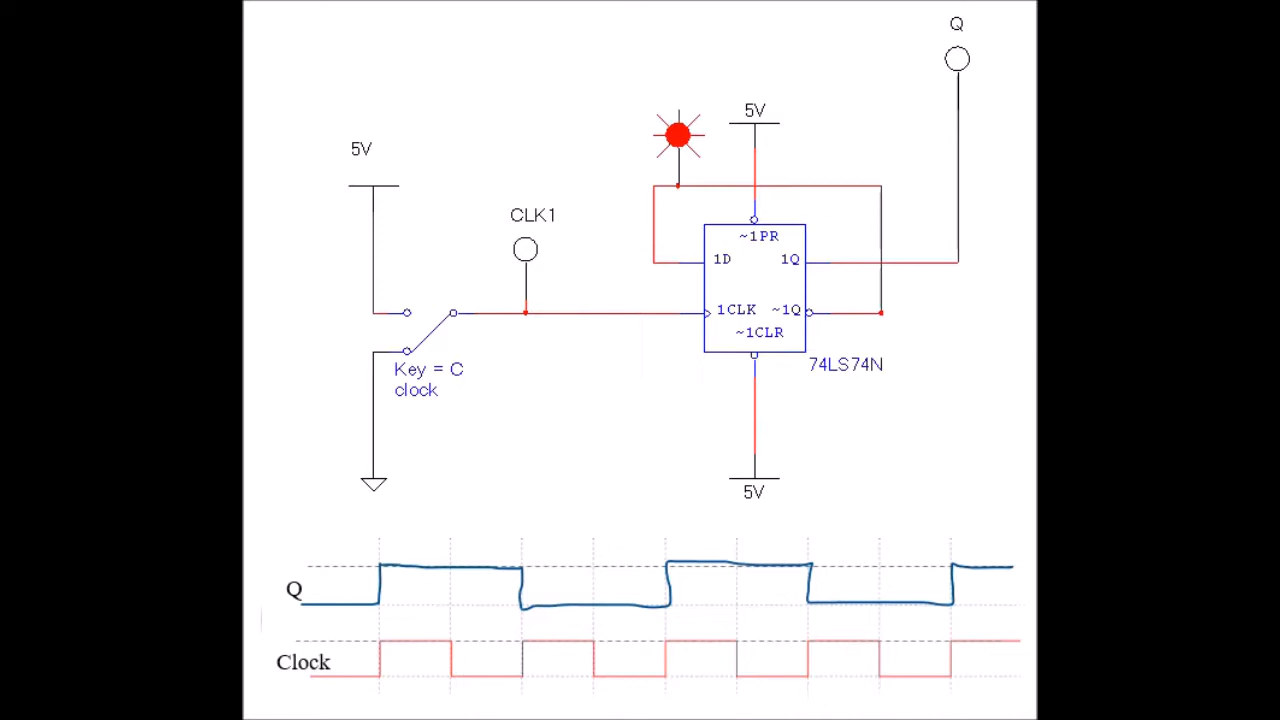 Q
5V
5V
CLK1
~1PR
1D 1Q
1CLK ~1Q
~1CLR
74LS74N
Key = C
clock
5V
Q
Clock